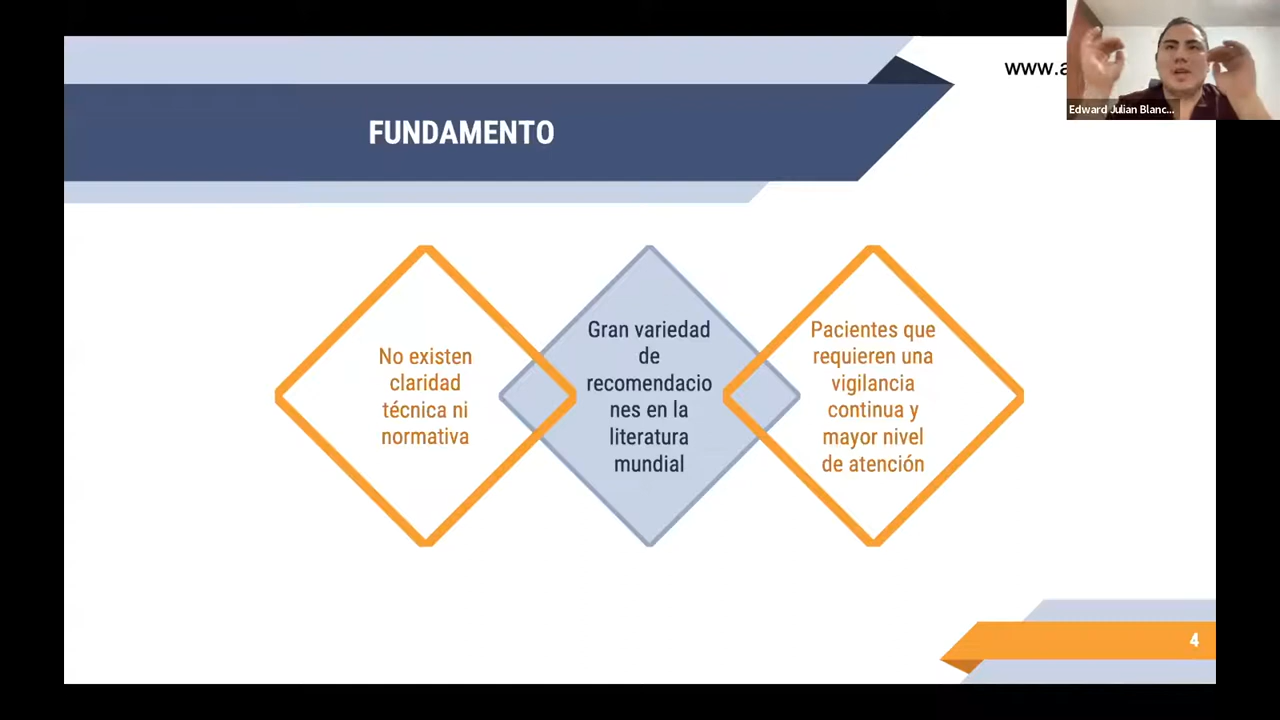 www.a
Edward Julian Blanc...
FUNDAMENTO
No existen
claridad
técnica ni
normativa
Gran variedad
de
recomendacio
nes en la
literatura
mundial
Pacientes que
requieren una
vigilancia
continua y
mayor nivel
de atención
4